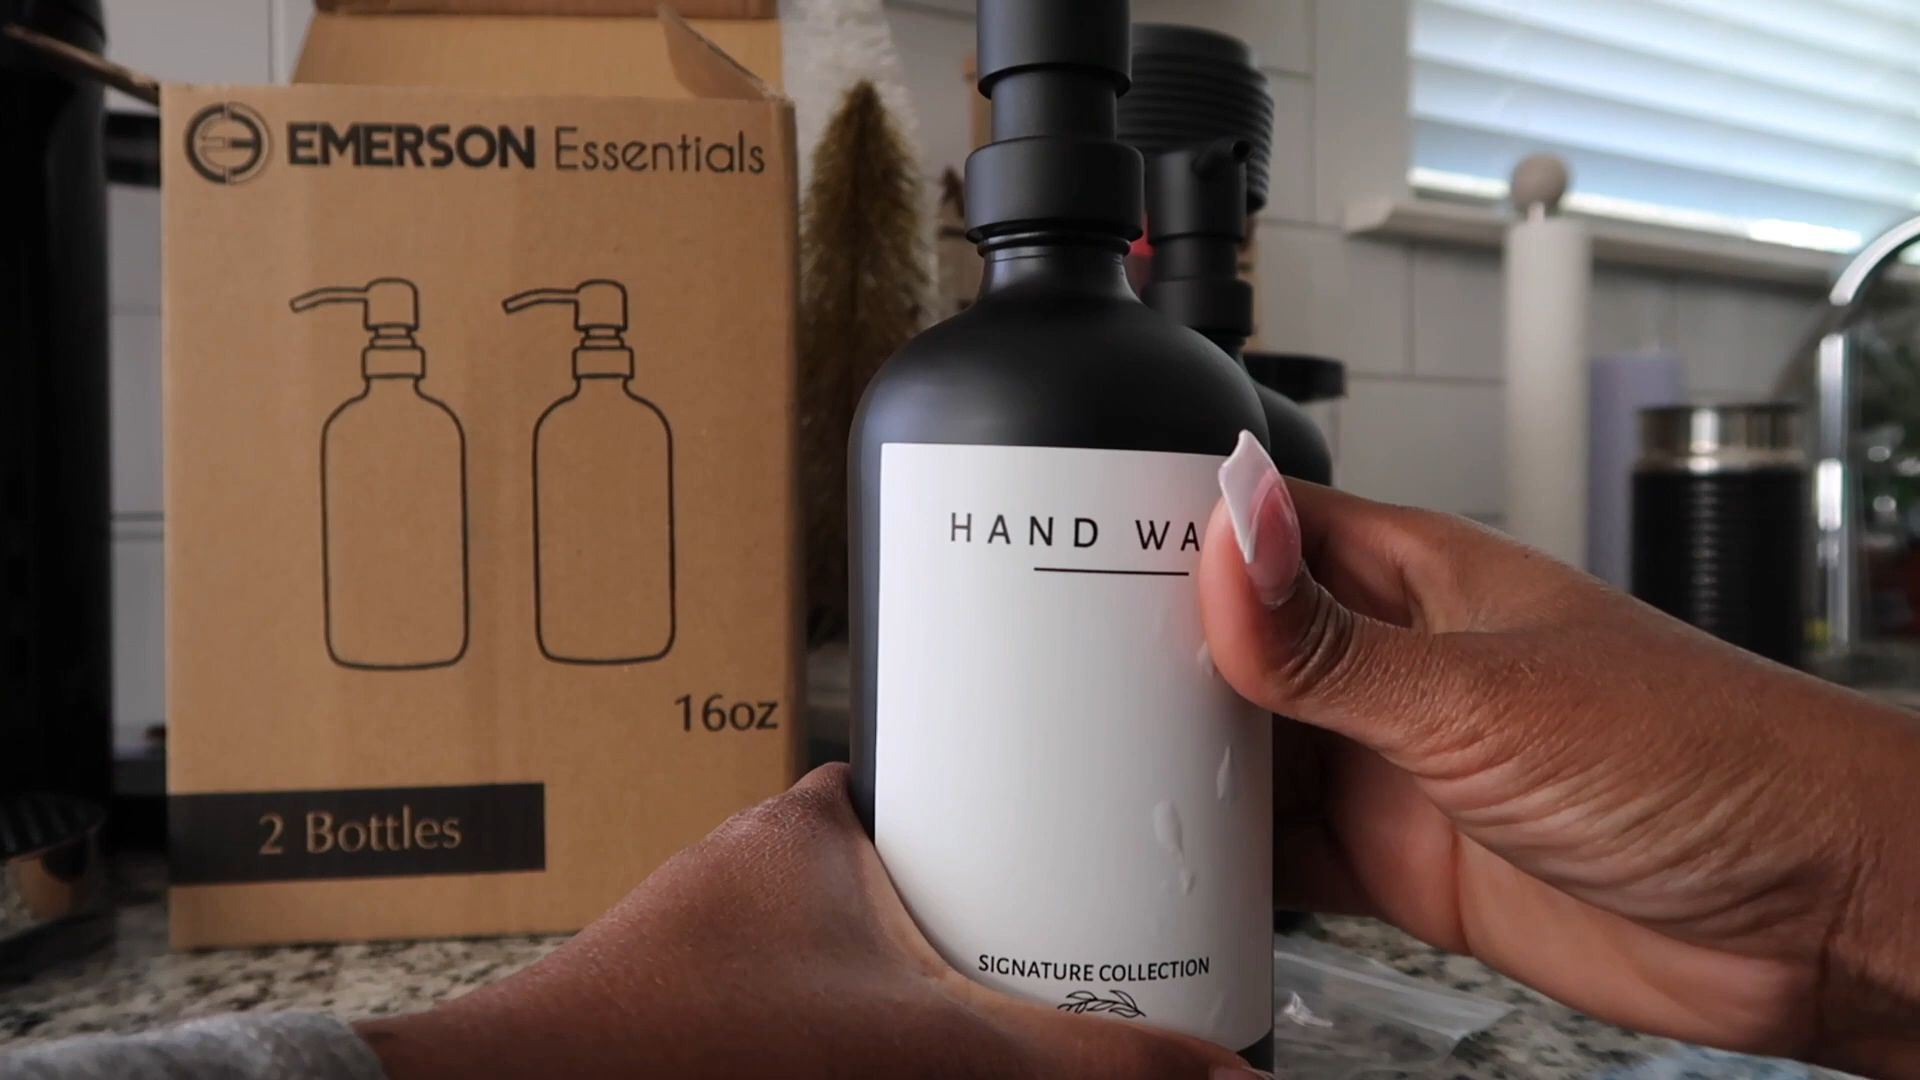 EMERSON Essentials
16oz
2 Bottles
HAND WA
SIGNATURE COLLECTION